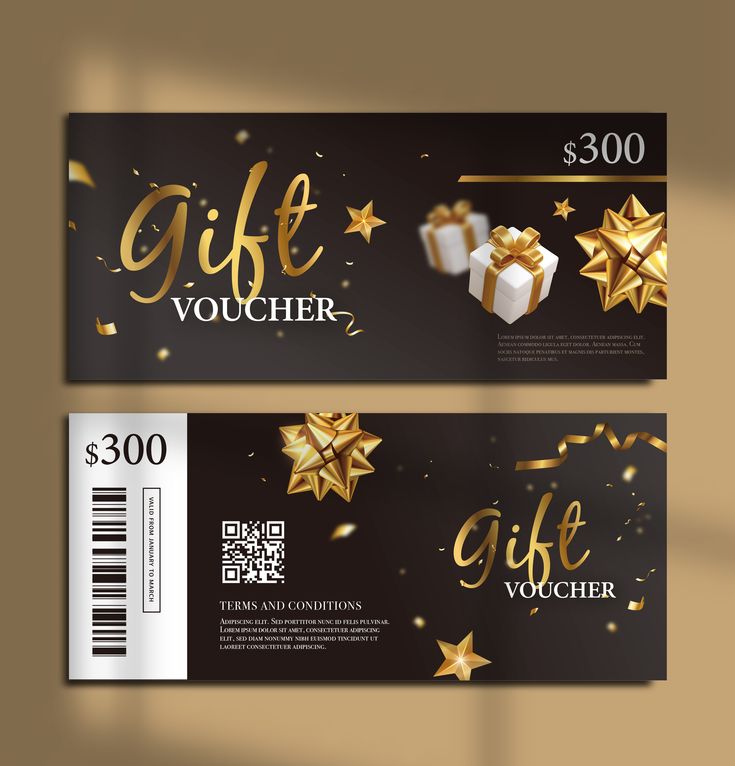 $300
Gift
VOUCHER
LOREM IPSUM DOLOR SIT AMET, CONSECTETUER ADIPISCING ELIT.
AENEAN COMMODO LIGULA EGET DOLOR. AENEAN MASSA. CUM
SOCIIS NATOQUE PENATIBUS ET MAGNIS DIS PARTURIENT MONTES,
NASCETUR RIDICULUS MUS.
$300
VALID FROM JANUARY TO MARCH
Gift
VOUCHER
TERMS AND CONDITIONS
ADIPISCING ELIT. SED PORTTITOR NUNC ID FELIS PULVINAR.
LOREM IPSUM DOLOR SIT AMET, CONSECTETUER ADIPISCING
ELIT, SED DIAM NONUMMY NIBH EUISMOD TINCIDUNT UT
LAOREET CONSECTETUER ADIPISCING.